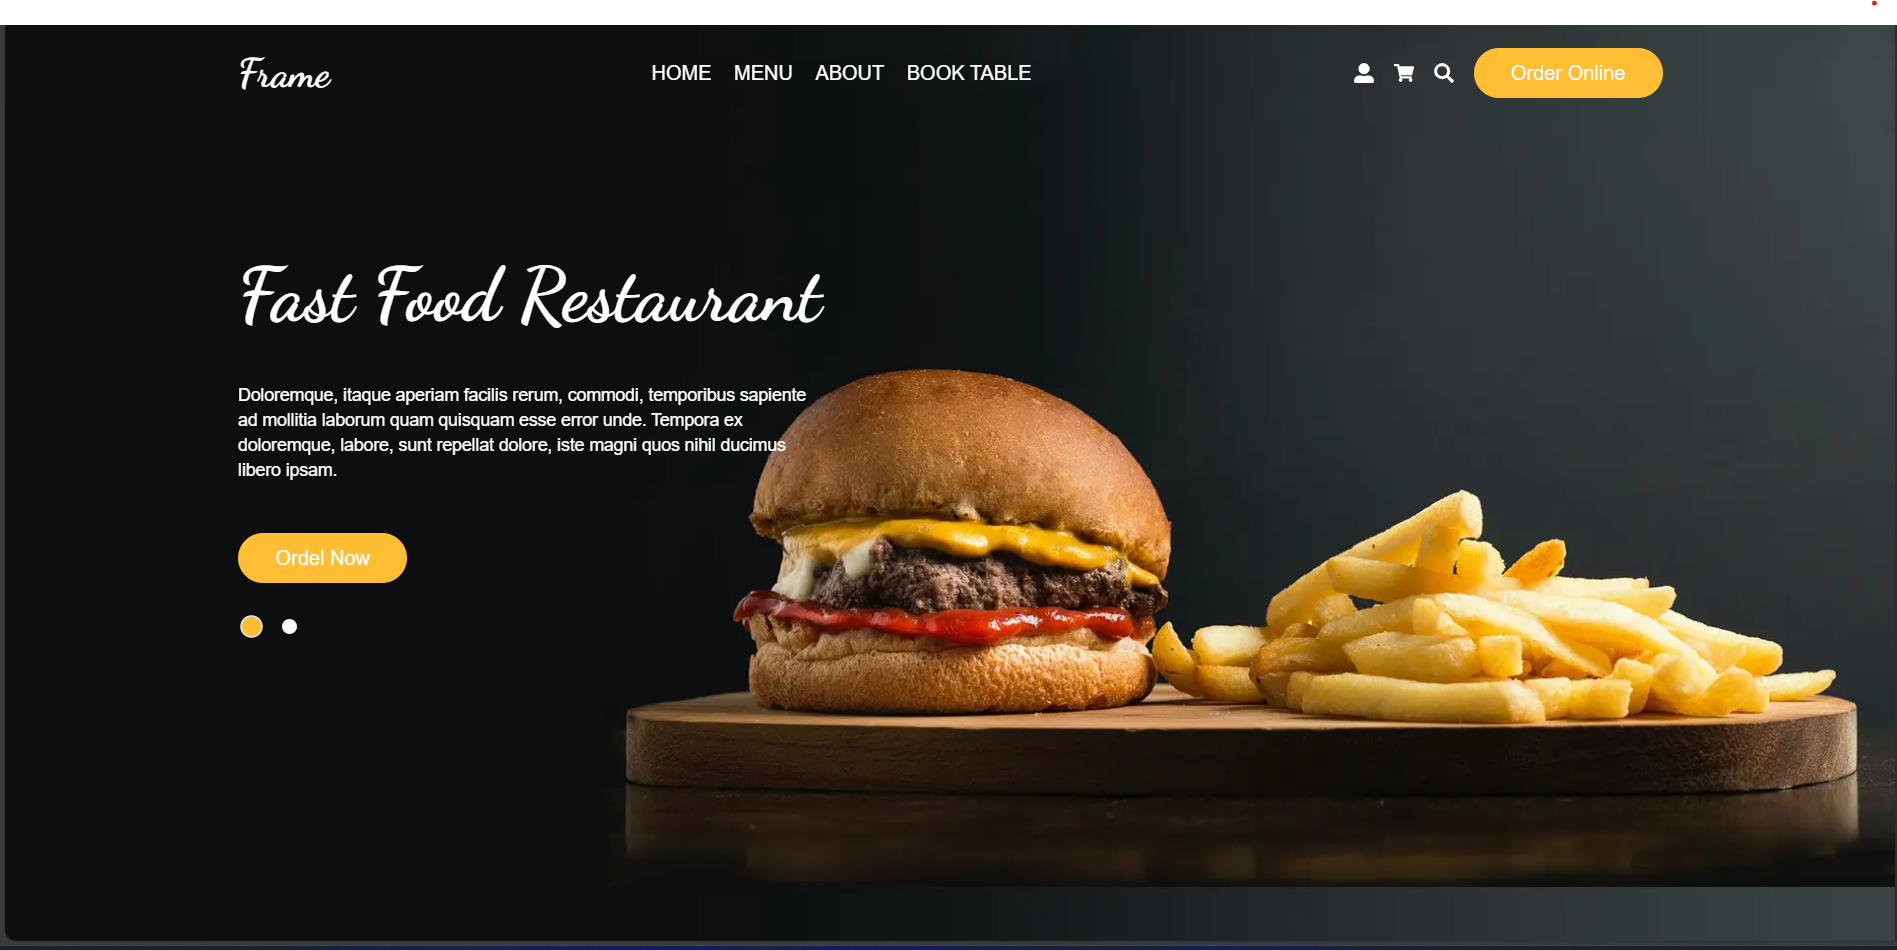 Frame
HOME MENU ABOUT BOOK TABLE
Order Online
Fast Food Restaurant
Doloremque, itaque aperiam facilis rerum, commodi, temporibus sapiente
ad mollitia laborum quam quisquam esse error unde. Tempora ex
doloremque, labore, sunt repellat dolore, iste magni quos nihil ducimus
libero ipsam.
Ordel Now